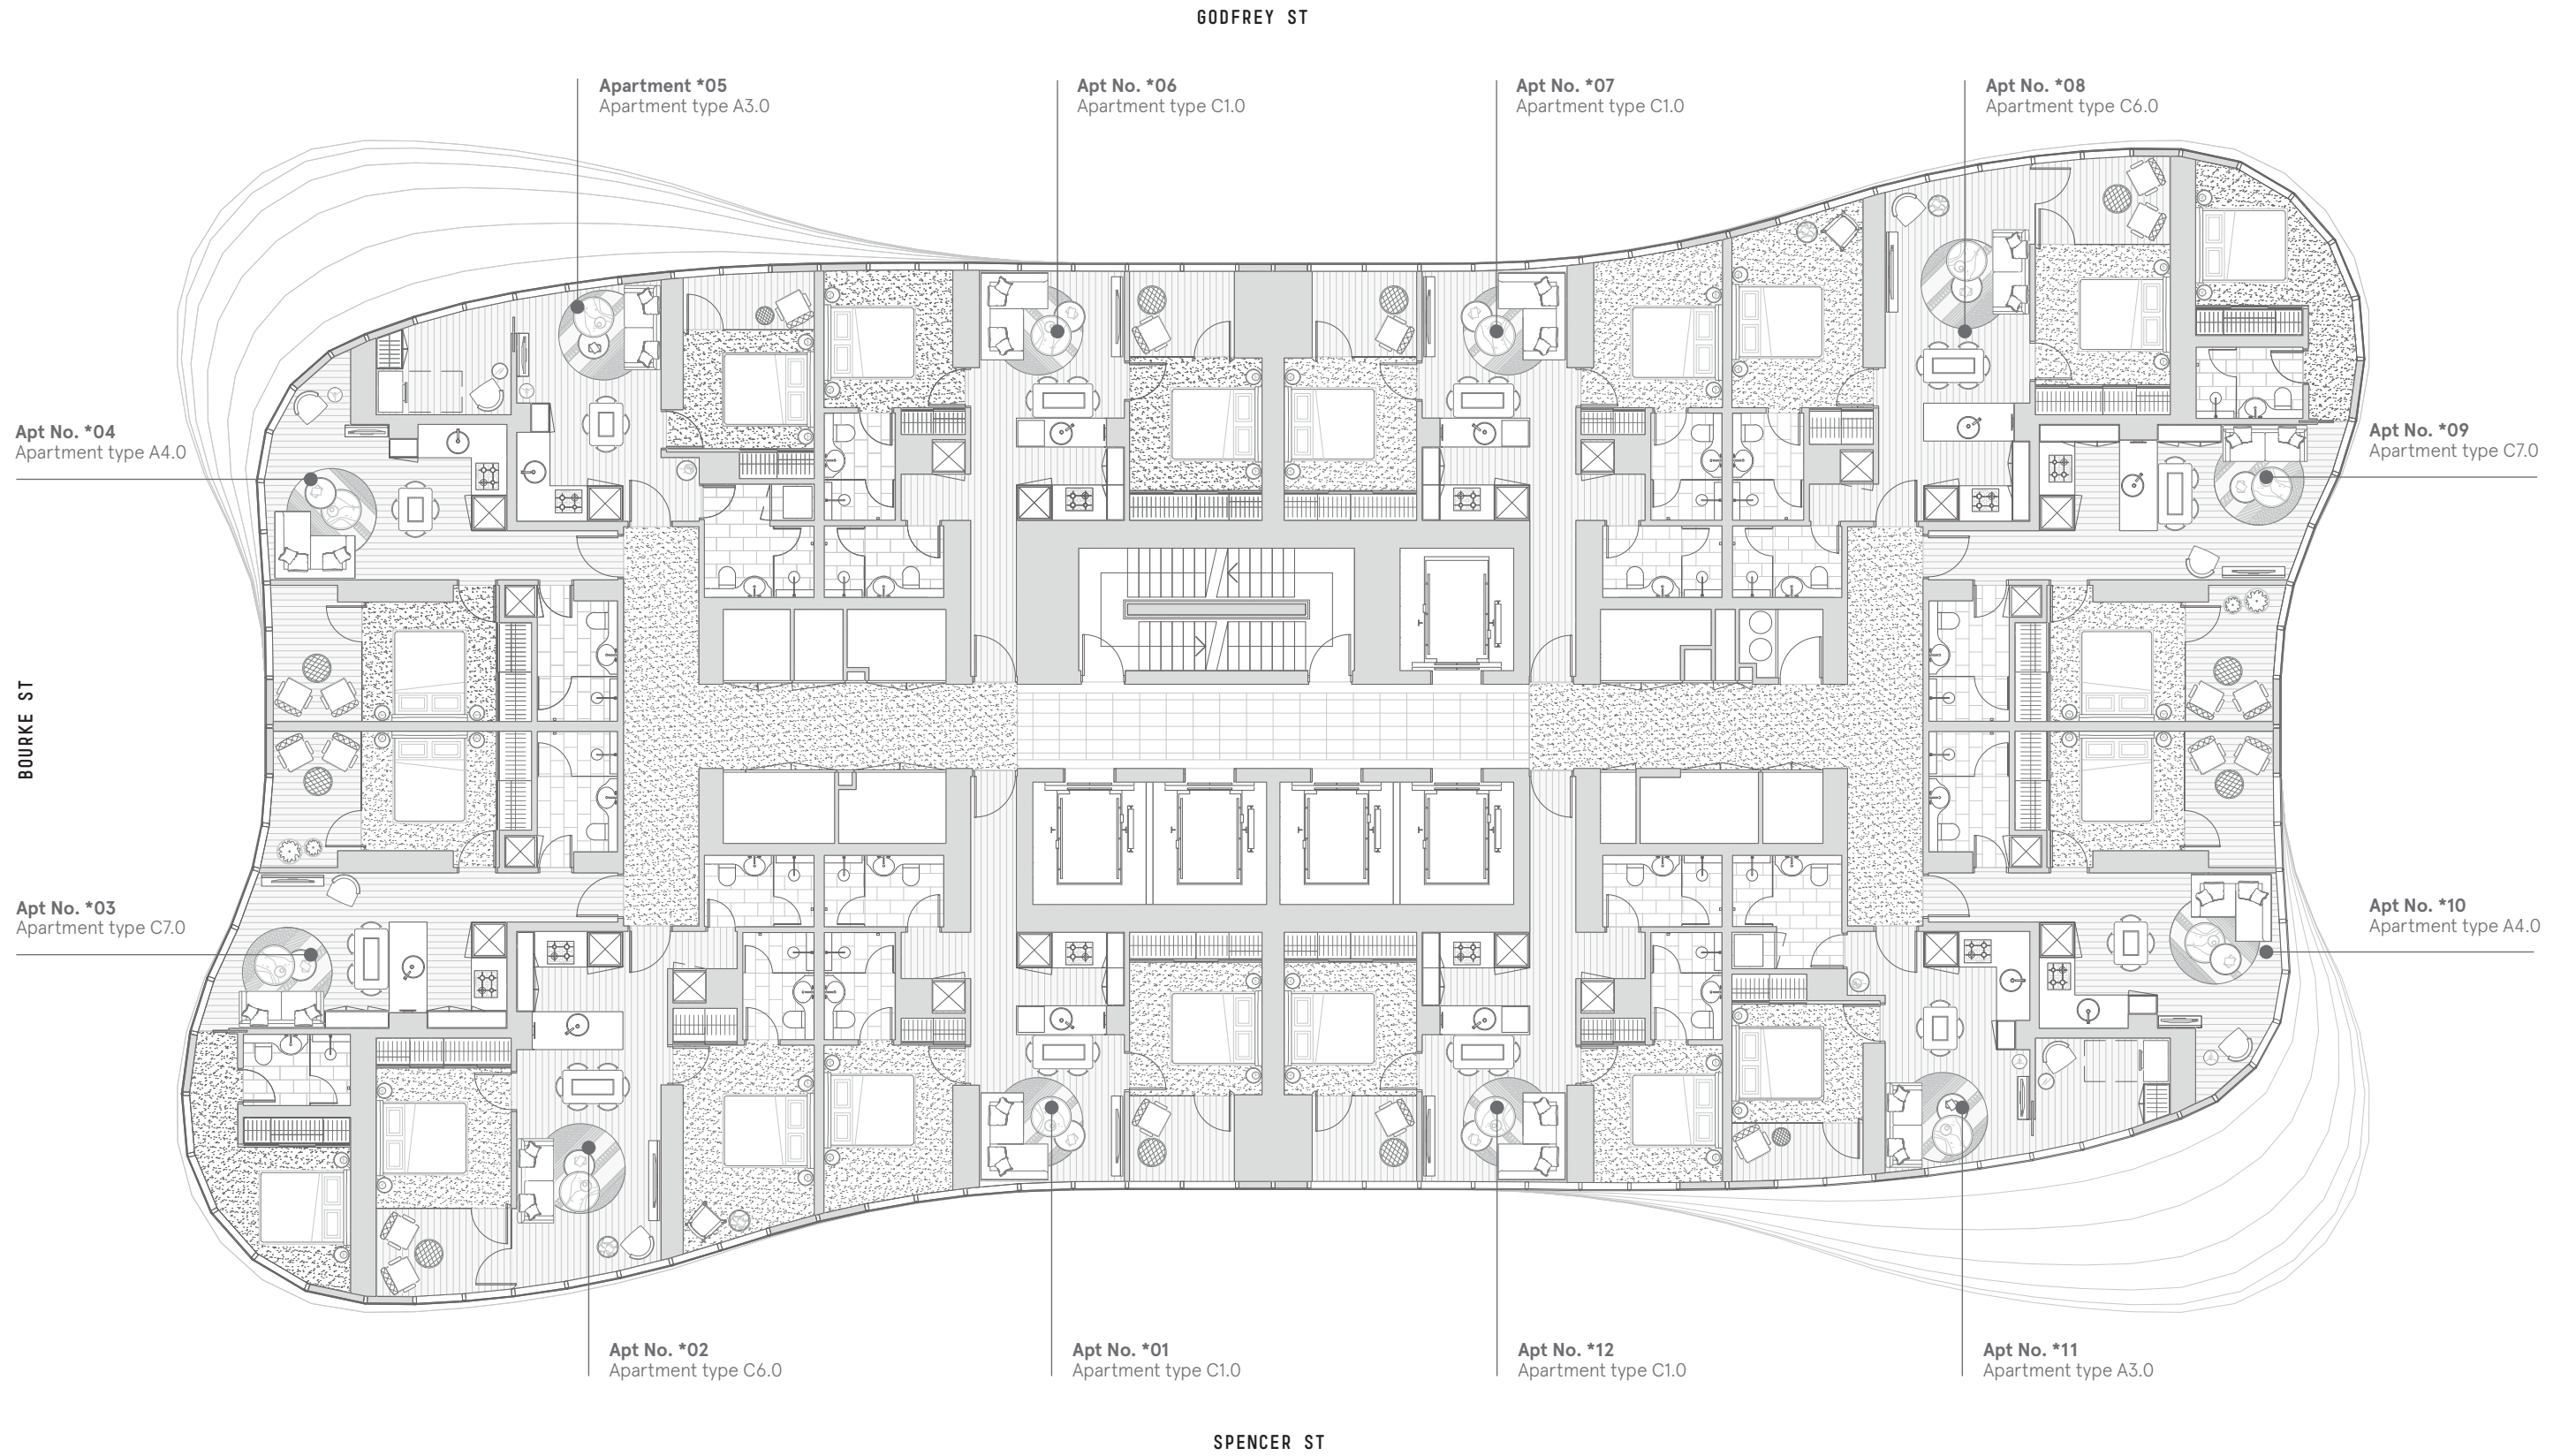 GODFREY ST
Apartment *05
Apartment type A3.0
Apt No. *06
Apartment type C1.0
Apt No. *07
Apartment type C1.0
Apt No. *08
Apartment type C6.0
Apt No. *04
Apartment type A4.0
Apt No. *09
Apartment type C7.0
BOURKE ST
Apt No. *03
Apartment type C7.0
Apt No. *10
Apartment type A4.0
Apt No. *02
Apartment type C6.0
Apt No. *01
Apartment type C1.0
Apt No. *12
Apartment type C1.0
Apt No. *11
Apartment type A3.0
SPENCER ST